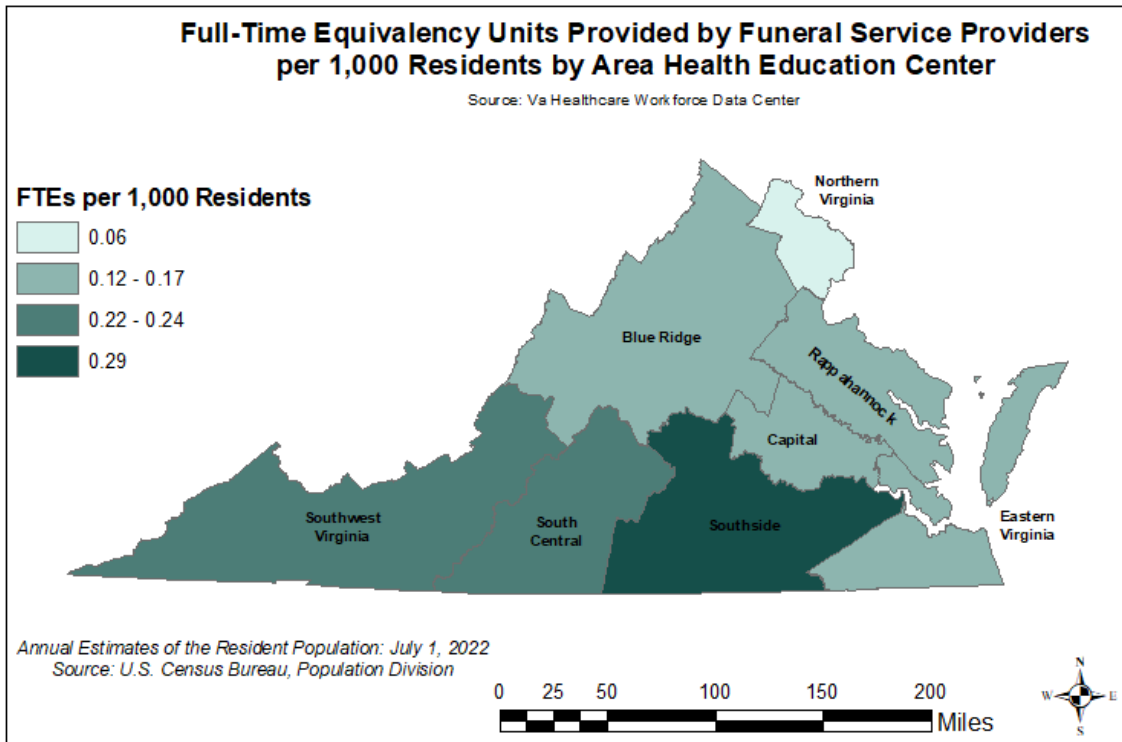 Full-Time Equivalency Units Provided by Funeral Service Providers
per 1,000 Residents by Area Health Education Center
Source: Va Healthcare Workforce Data Center
FTEs per 1,000 Residents
0.06
0.12 - 0.17
0.22 - 0.24
0.29
Northern
Virginia
Blue Ridge
Rappahannock
Capital
Southwest
Virginia
South
Central
Southside
Eastern
Virginia
Annual Estimates of the Resident Population: July 1, 2022
Source: U.S. Census Bureau, Population Division
0 25 50 100 150 200
Miles
N
W E
S